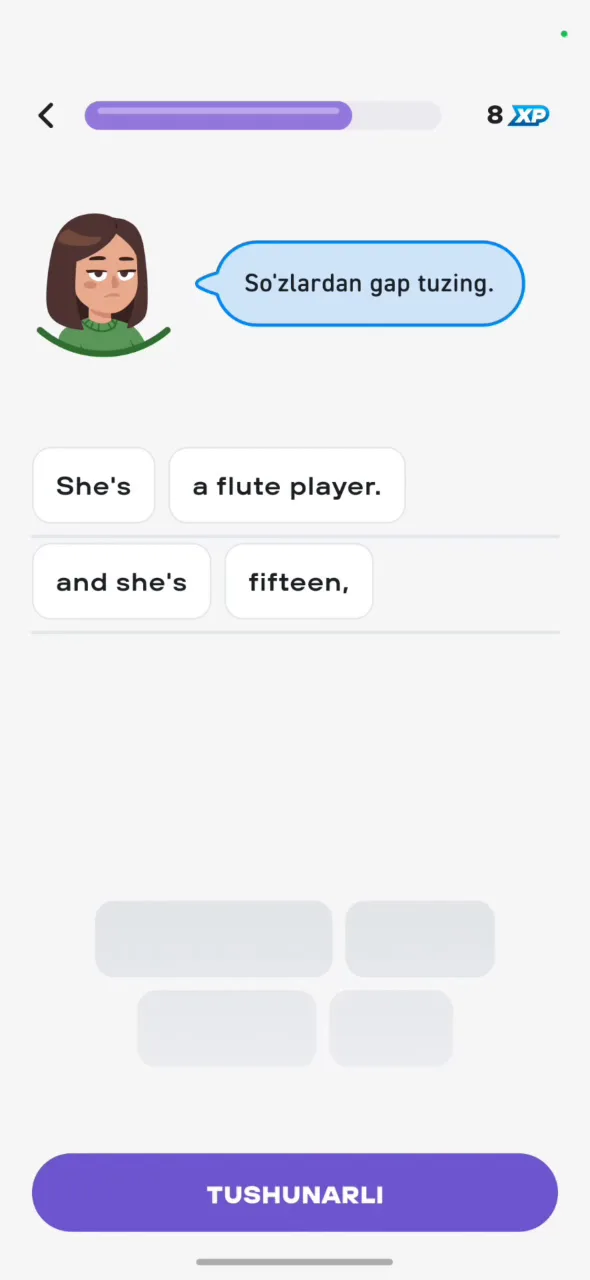 8 XP
So'zlardan gap tuzing.
She's a flute player.
and she's fifteen,
TUSHUNARLI